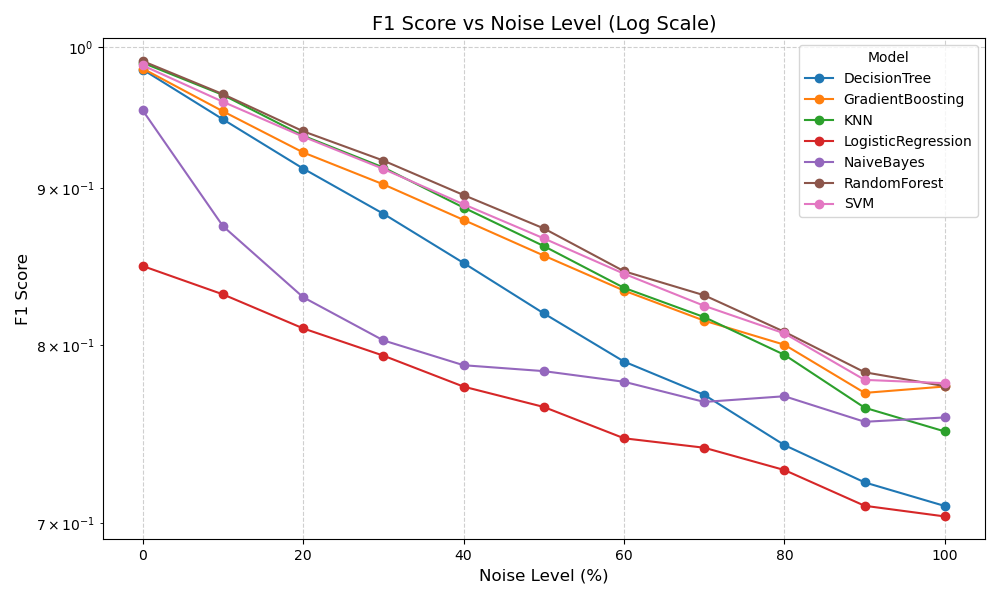 F1 Score vs Noise Level (Log Scale)
10⁰
9 × 10⁻¹
8 × 10⁻¹
7 × 10⁻¹
F1 Score
Model
DecisionTree
GradientBoosting
KNN
LogisticRegression
NaiveBayes
RandomForest
SVM
0 20 40 60 80 100
Noise Level (%)